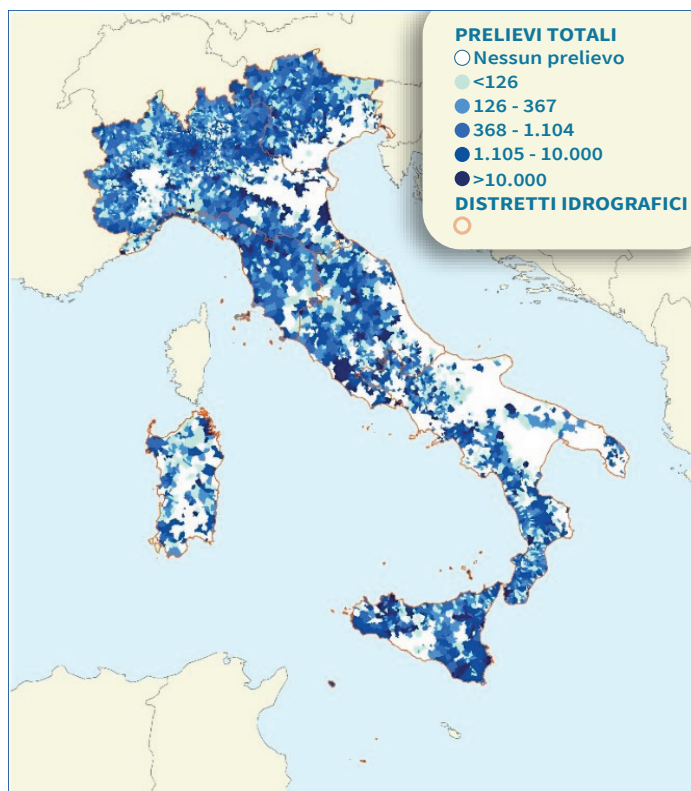 PRELIEVI TOTALI
Nessun prelievo
<126
126 - 367
368 - 1.104
1.105 - 10.000
>10.000
DISTRETTI IDROGRAFICI